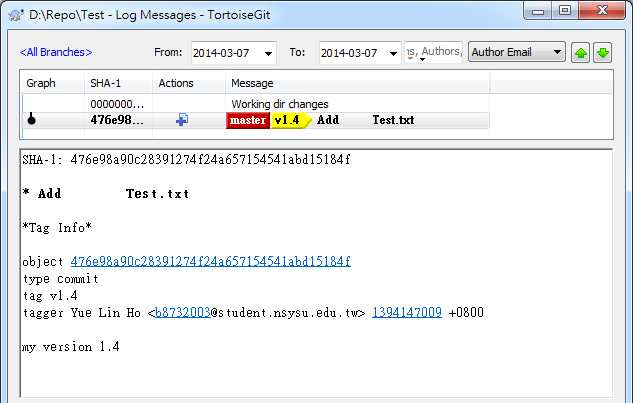 D:\Repo\Test - Log Messages - TortoiseGit
<All Branches> From: 2014-03-07 To: 2014-03-07 Authors, Author Email
Graph SHA-1 Actions Message
0000000... Working dir changes
476e98... master v1.4 Add Test.txt
SHA-1: 476e98a90c28391274f24a657154541abd15184f
* Add Test.txt
*Tag Info*
object 476e98a90c28391274f24a657154541abd15184f
type commit
tag v1.4
tagger Yue Lin Ho <b8732003@student.nsysu.edu.tw> 1394147009 +0800
my version 1.4